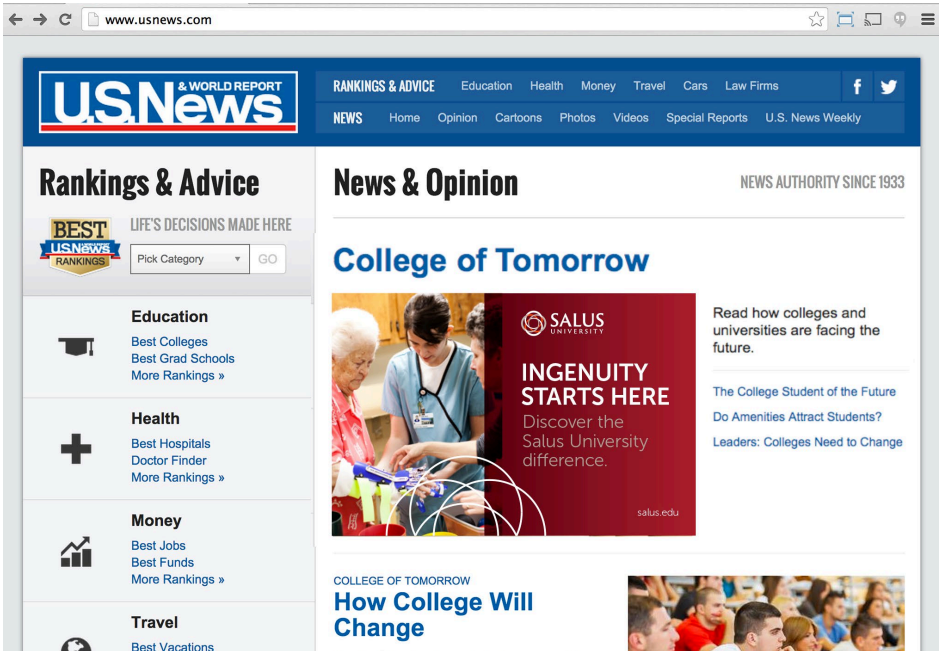 www.usnews.com
U.S.News
& WORLD REPORT
RANKINGS & ADVICE Education Health Money Travel Cars Law Firms
NEWS Home Opinion Cartoons Photos Videos Special Reports U.S. News Weekly
Rankings & Advice
BEST
U.S.News
RANKINGS
LIFE'S DECISIONS MADE HERE
Pick Category GO
Education
Best Colleges
Best Grad Schools
More Rankings »
Health
Best Hospitals
Doctor Finder
More Rankings »
Money
Best Jobs
Best Funds
More Rankings »
Travel
Best Vacations
News & Opinion
NEWS AUTHORITY SINCE 1933
College of Tomorrow
SALUS
UNIVERSITY
INGENUITY
STARTS HERE
Discover the
Salus University
difference.
salus.edu
Read how colleges and
universities are facing the
future.
The College Student of the Future
Do Amenities Attract Students?
Leaders: Colleges Need to Change
COLLEGE OF TOMORROW
How College Will
Change